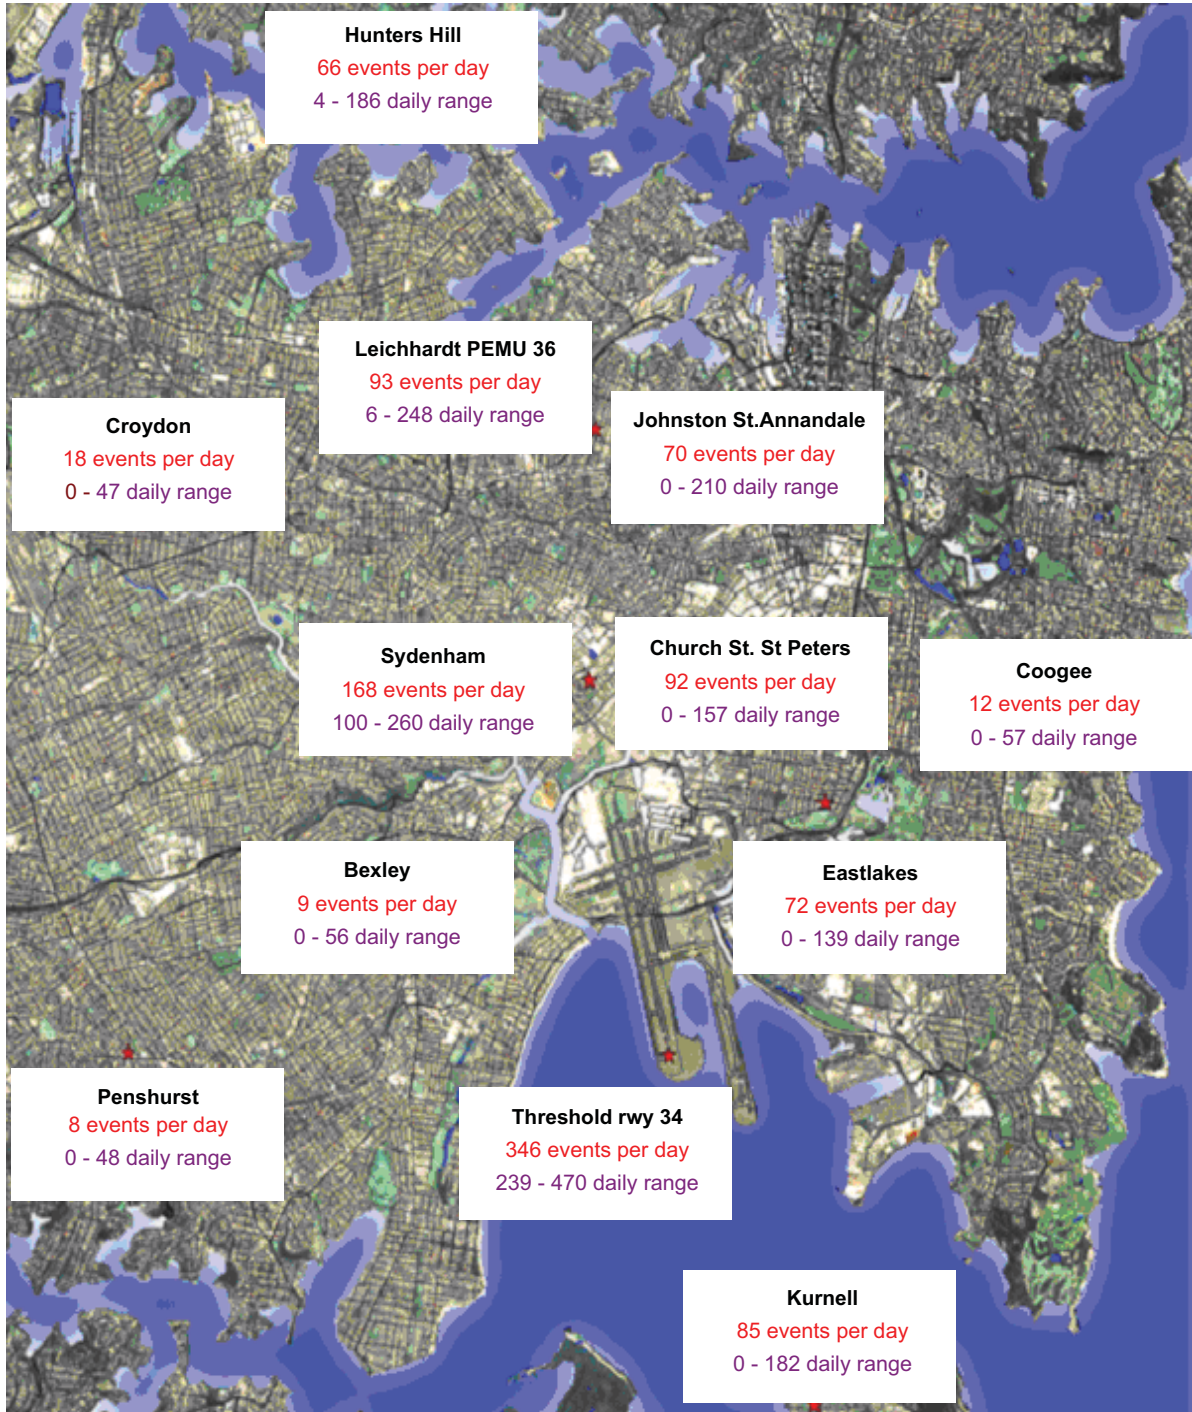 Hunters Hill
66 events per day
4 - 186 daily range
Leichhardt PEMU 36
93 events per day
6 - 248 daily range
Johnston St.Annandale
70 events per day
0 - 210 daily range
Croydon
18 events per day
0 - 47 daily range
Sydenham
168 events per day
100 - 260 daily range
Church St. St Peters
92 events per day
0 - 157 daily range
Coogee
12 events per day
0 - 57 daily range
Bexley
9 events per day
0 - 56 daily range
Eastlakes
72 events per day
0 - 139 daily range
Penshurst
8 events per day
0 - 48 daily range
Threshold rwy 34
346 events per day
239 - 470 daily range
Kurnell
85 events per day
0 - 182 daily range